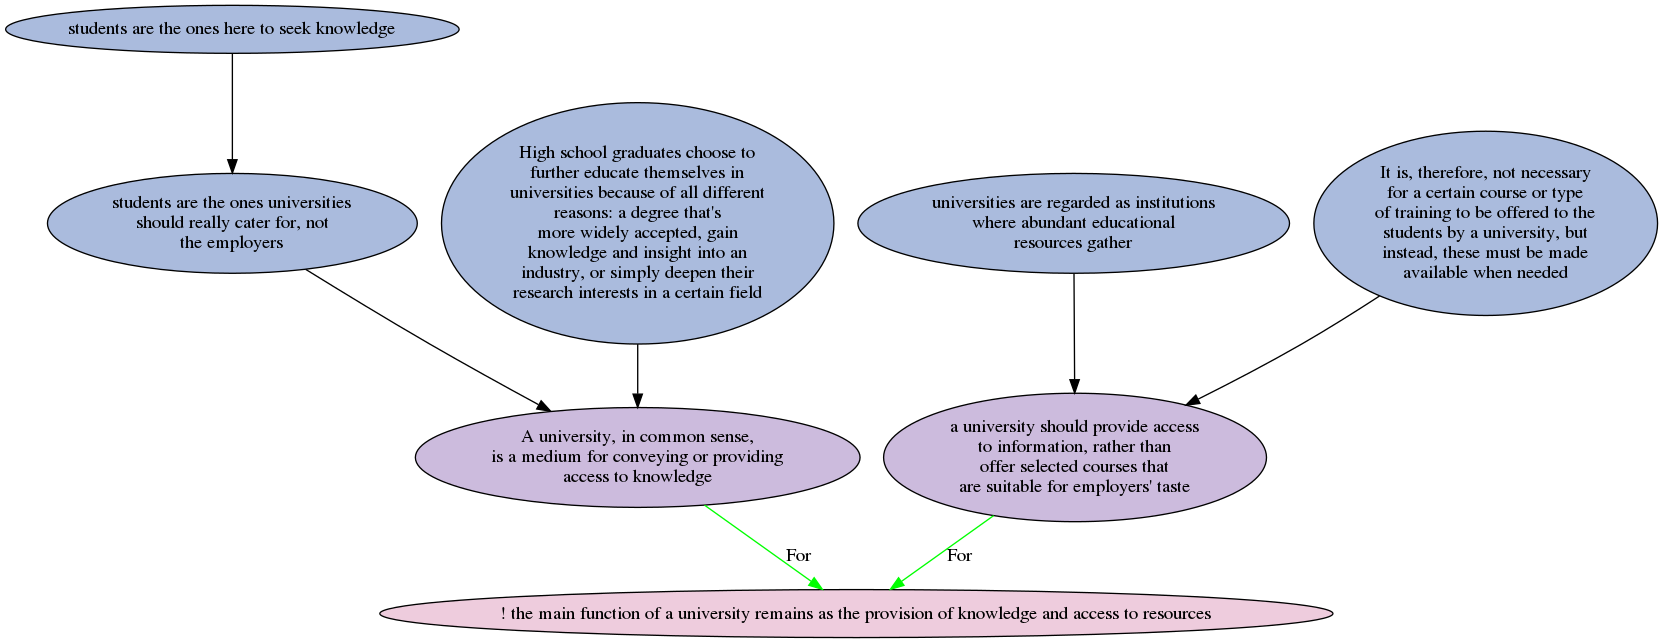 students are the ones here to seek knowledge
students are the ones universities
should really cater for, not
the employers
High school graduates choose to
further educate themselves in
universities because of all different
reasons: a degree that's
more widely accepted, gain
knowledge and insight into an
industry, or simply deepen their
research interests in a certain field
universities are regarded as institutions
where abundant educational
resources gather
It is, therefore, not necessary
for a certain course or type
of training to be offered to the
students by a university, but
instead, these must be made
available when needed
A university, in common sense,
is a medium for conveying or providing
access to knowledge
a university should provide access
to information, rather than
offer selected courses that
are suitable for employers' taste
For
For
! the main function of a university remains as the provision of knowledge and access to resources